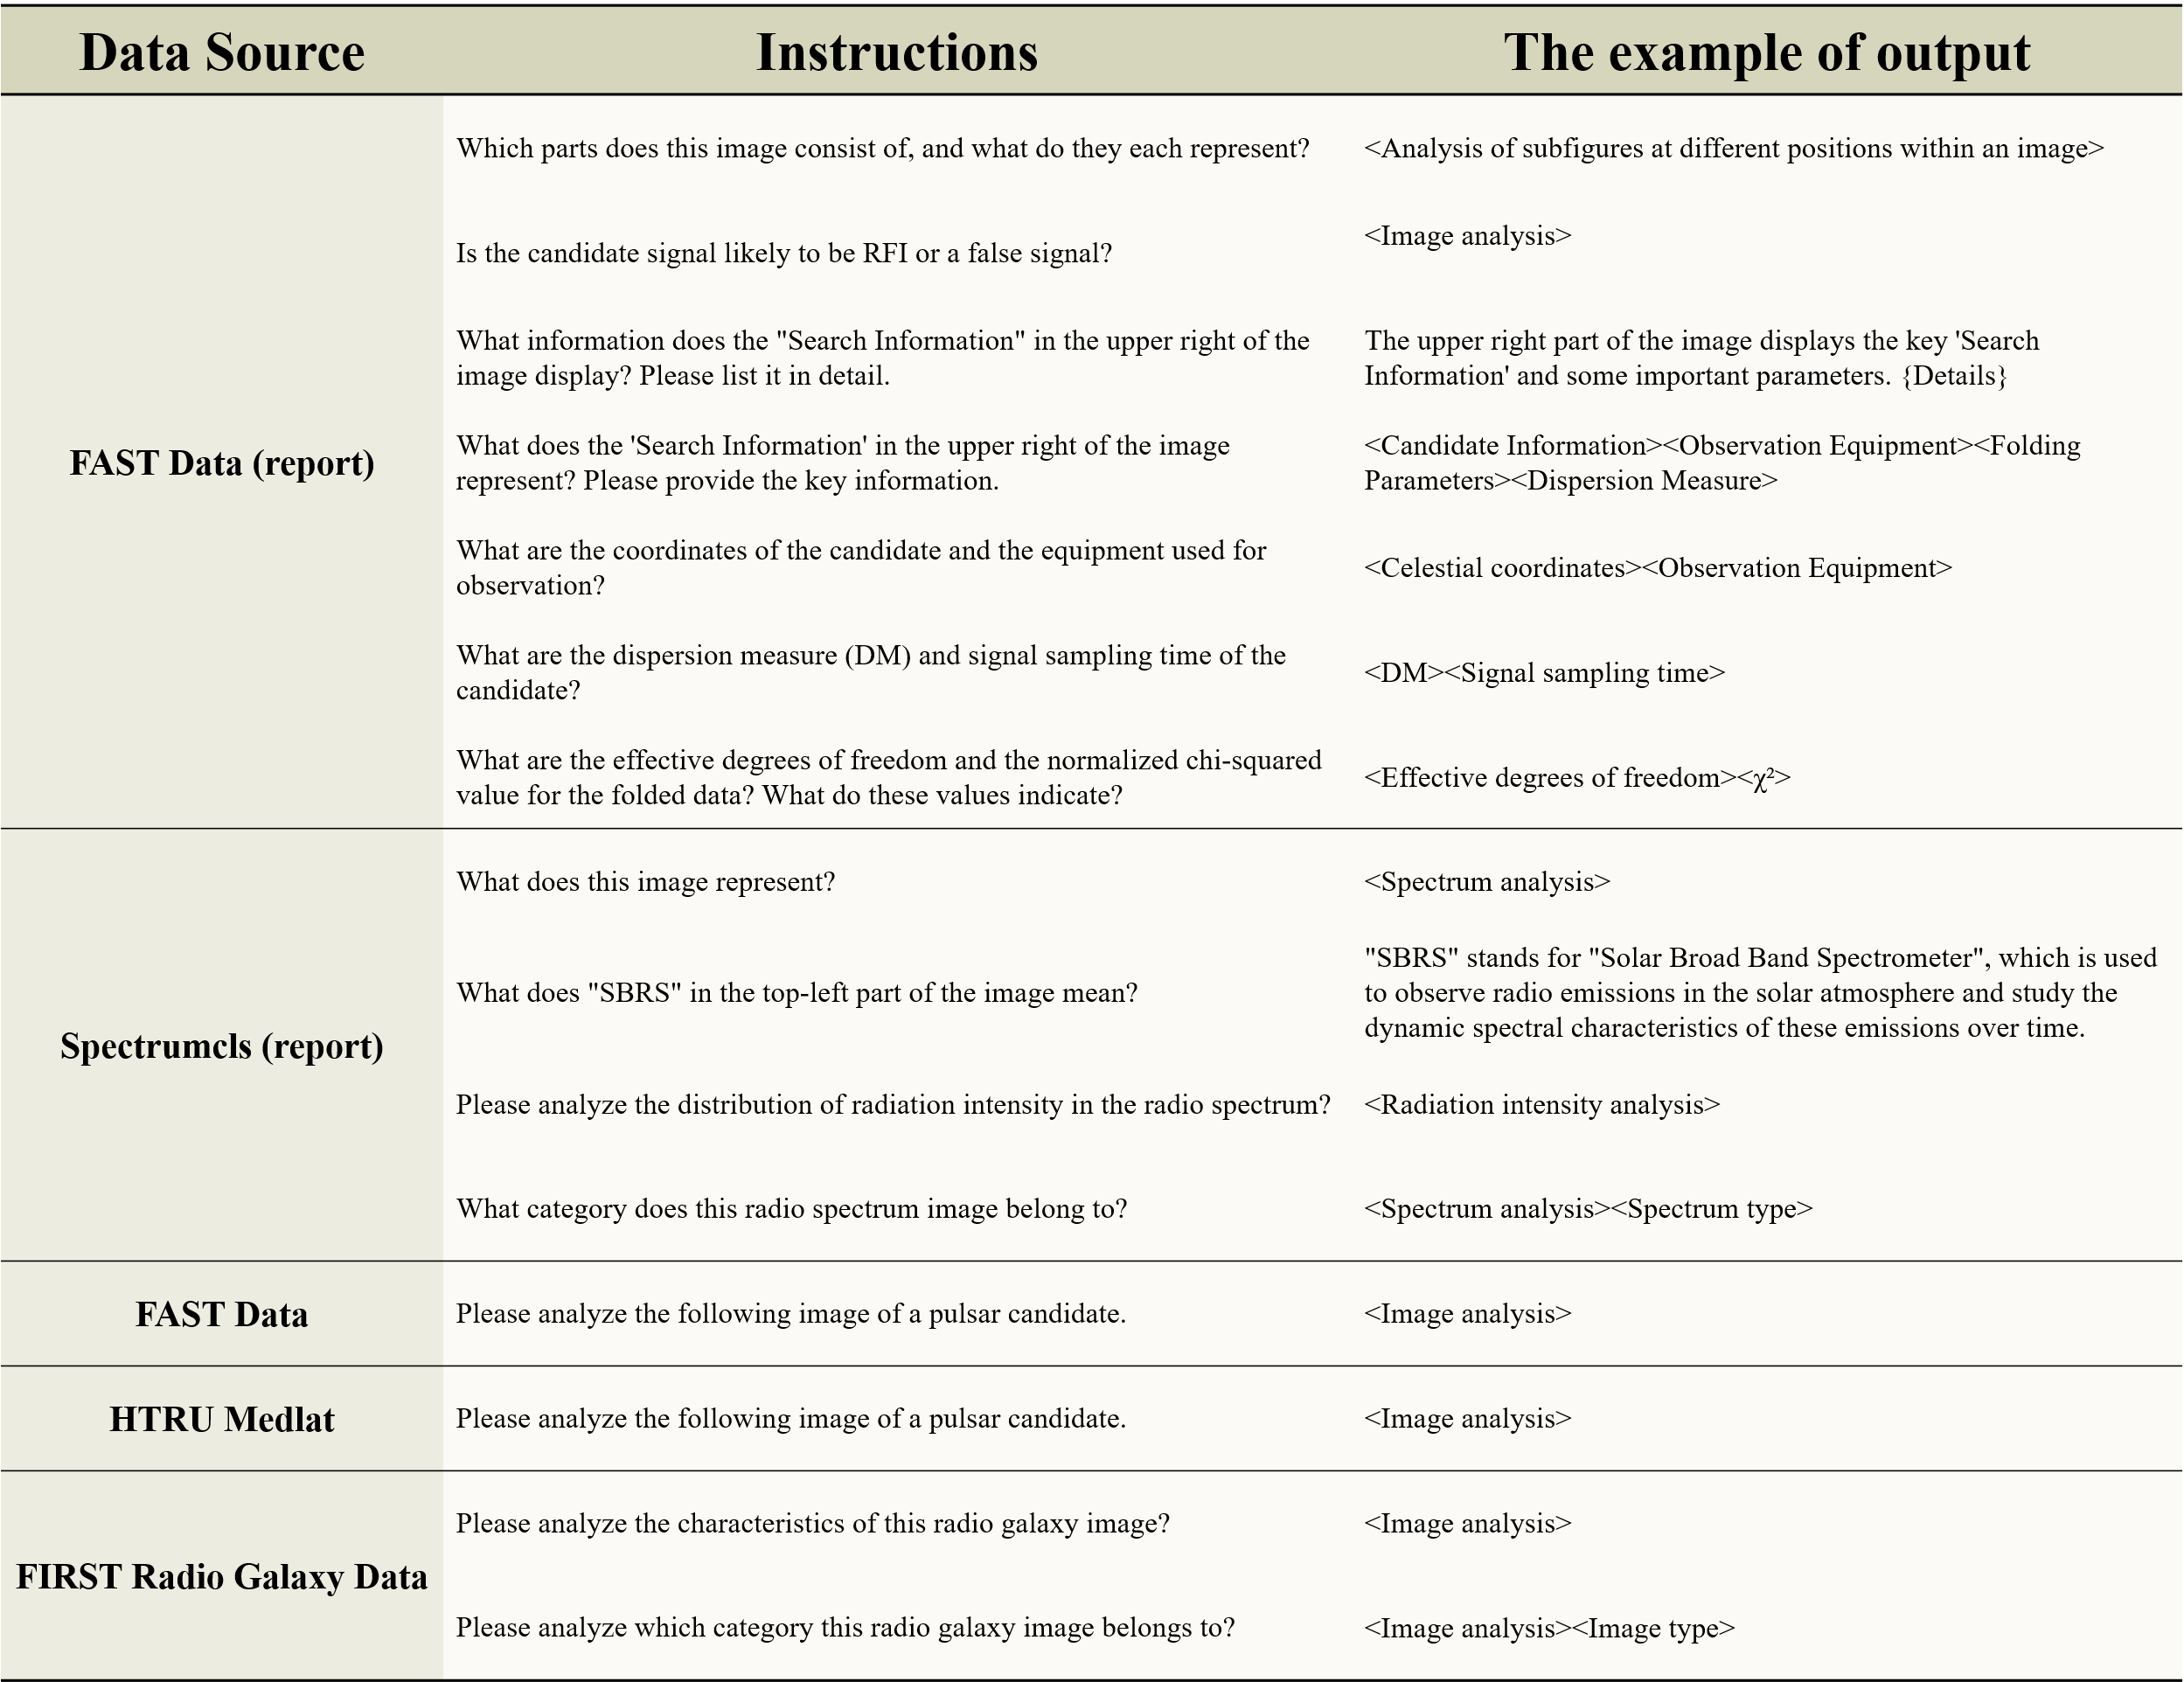 Data Source Instructions The example of output
FAST Data (report)
Which parts does this image consist of, and what do they each represent? <Analysis of subfigures at different positions within an image>
Is the candidate signal likely to be RFI or a false signal? <Image analysis>
What information does the "Search Information" in the upper right of the
image display? Please list it in detail.
The upper right part of the image displays the key 'Search
Information' and some important parameters. {Details}
What does the 'Search Information' in the upper right of the image
represent? Please provide the key information.
<Candidate Information><Observation Equipment><Folding
Parameters><Dispersion Measure>
What are the coordinates of the candidate and the equipment used for
observation?
<Celestial coordinates><Observation Equipment>
What are the dispersion measure (DM) and signal sampling time of the
candidate?
<DM><Signal sampling time>
What are the effective degrees of freedom and the normalized chi-squared
value for the folded data? What do these values indicate?
<Effective degrees of freedom><χ²>
Spectrumcls (report)
What does this image represent? <Spectrum analysis>
What does "SBRS" in the top-left part of the image mean?
"SBRS" stands for "Solar Broad Band Spectrometer", which is used
to observe radio emissions in the solar atmosphere and study the
dynamic spectral characteristics of these emissions over time.
Please analyze the distribution of radiation intensity in the radio spectrum? <Radiation intensity analysis>
What category does this radio spectrum image belong to? <Spectrum analysis><Spectrum type>
FAST Data Please analyze the following image of a pulsar candidate. <Image analysis>
HTRU Medlat Please analyze the following image of a pulsar candidate. <Image analysis>
FIRST Radio Galaxy Data
Please analyze the characteristics of this radio galaxy image? <Image analysis>
Please analyze which category this radio galaxy image belongs to? <Image analysis><Image type>